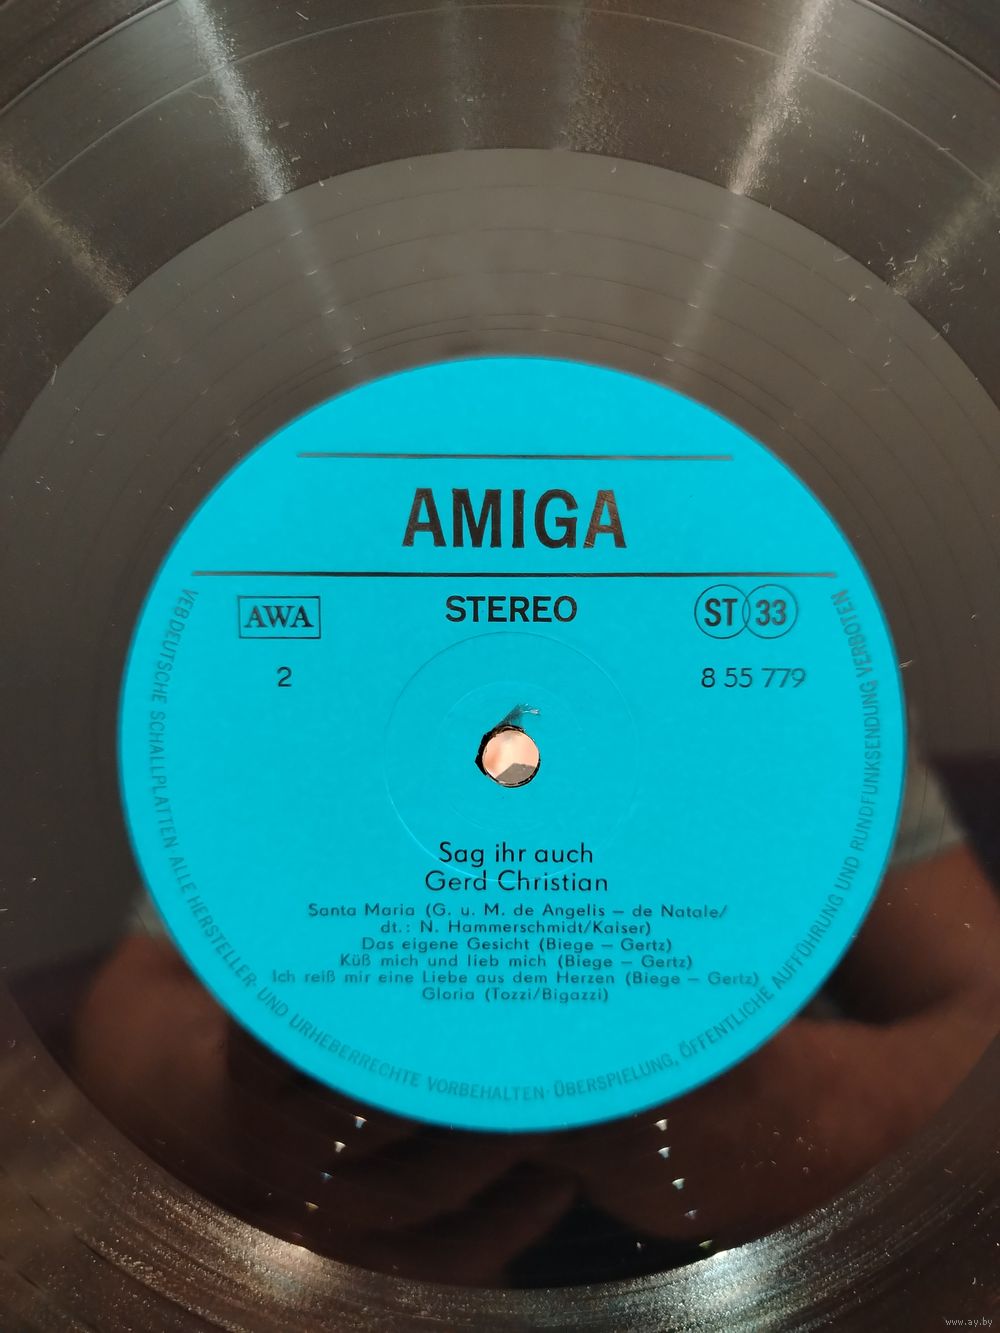 AMIGA
AWA
STEREO
ST 33
2
8 55 779
Sag ihr auch
Gerd Christian
Santa Maria (G. u. M. de Angelis – de Natale/
dt.: N. Hammerschmidt/Kaiser)
Das eigene Gesicht (Biege – Gertz)
Küß mich und lieb mich (Biege – Gertz)
Ich reiß mir eine Liebe aus dem Herzen (Biege – Gertz)
Gloria (Tozzi/Bigazzi)
VEB DEUTSCHE SCHALLPLATTEN ALLE HERSTELLER- UND URHEBERRECHTE VORBEHALTEN · ÜBERSPIELUNG, ÖFFENTLICHE AUFFÜHRUNG UND RUNDFUNKSENDUNG VERBOTEN
www.ay.by